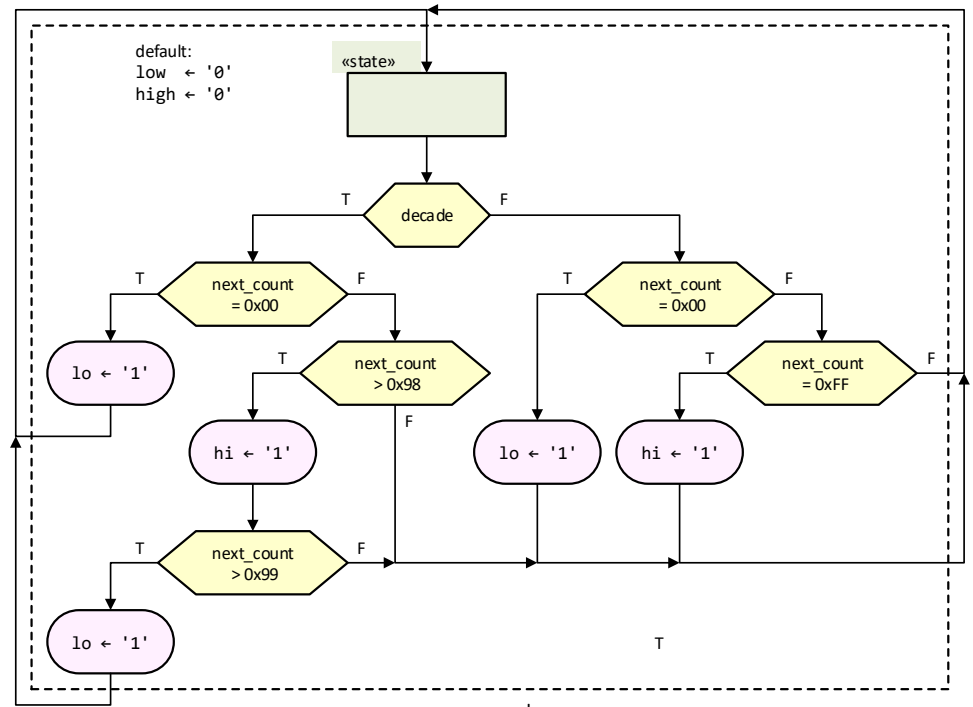 default:
low ← '0'
high ← '0'
«state»
T
decade
F
T
next_count
= 0x00
F
T
next_count
= 0x00
F
lo ← '1'
T
next_count
> 0x98
F
T
next_count
= 0xFF
F
hi ← '1'
lo ← '1'
hi ← '1'
T
next_count
> 0x99
F
lo ← '1'
T